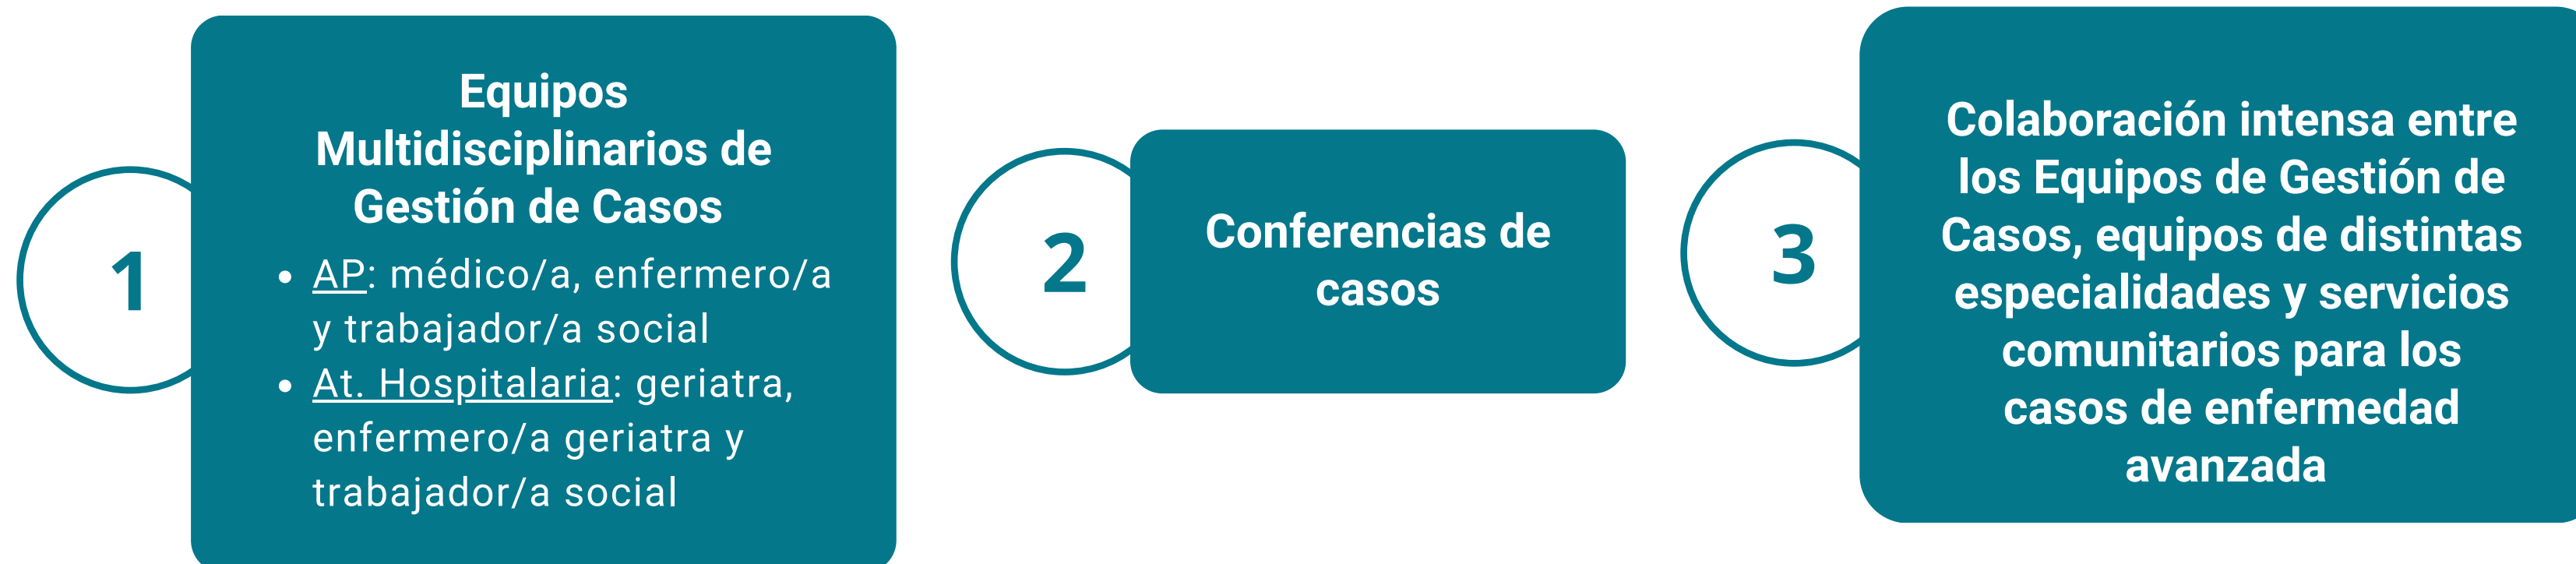 1
Equipos
Multidisciplinarios de
Gestión de Casos
• AP: médico/a, enfermero/a
y trabajador/a social
• At. Hospitalaria: geriatra,
enfermero/a geriatra y
trabajador/a social
2
Conferencias de
casos
3
Colaboración intensa entre
los Equipos de Gestión de
Casos, equipos de distintas
especialidades y servicios
comunitarios para los
casos de enfermedad
avanzada